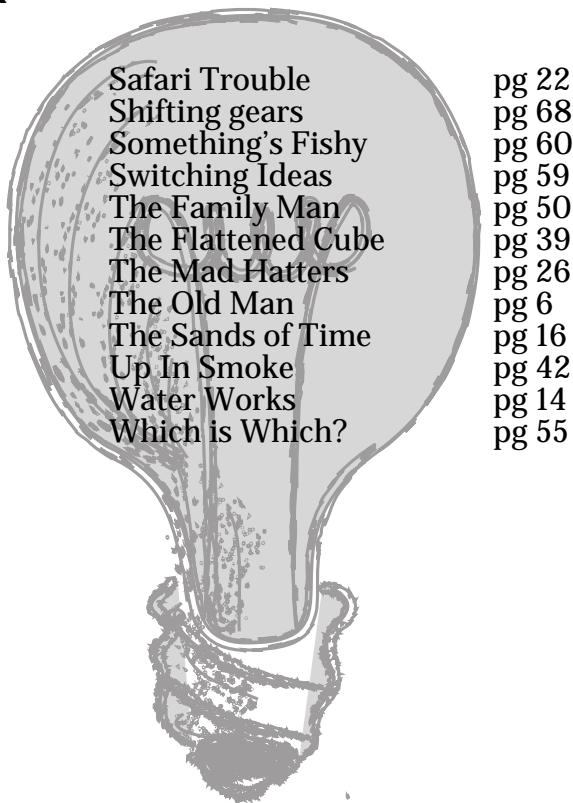 Safari Trouble pg 22
Shifting gears pg 68
Something's Fishy pg 60
Switching Ideas pg 59
The Family Man pg 50
The Flattened Cube pg 39
The Mad Hatters pg 26
The Old Man pg 6
The Sands of Time pg 16
Up In Smoke pg 42
Water Works pg 14
Which is Which? pg 55